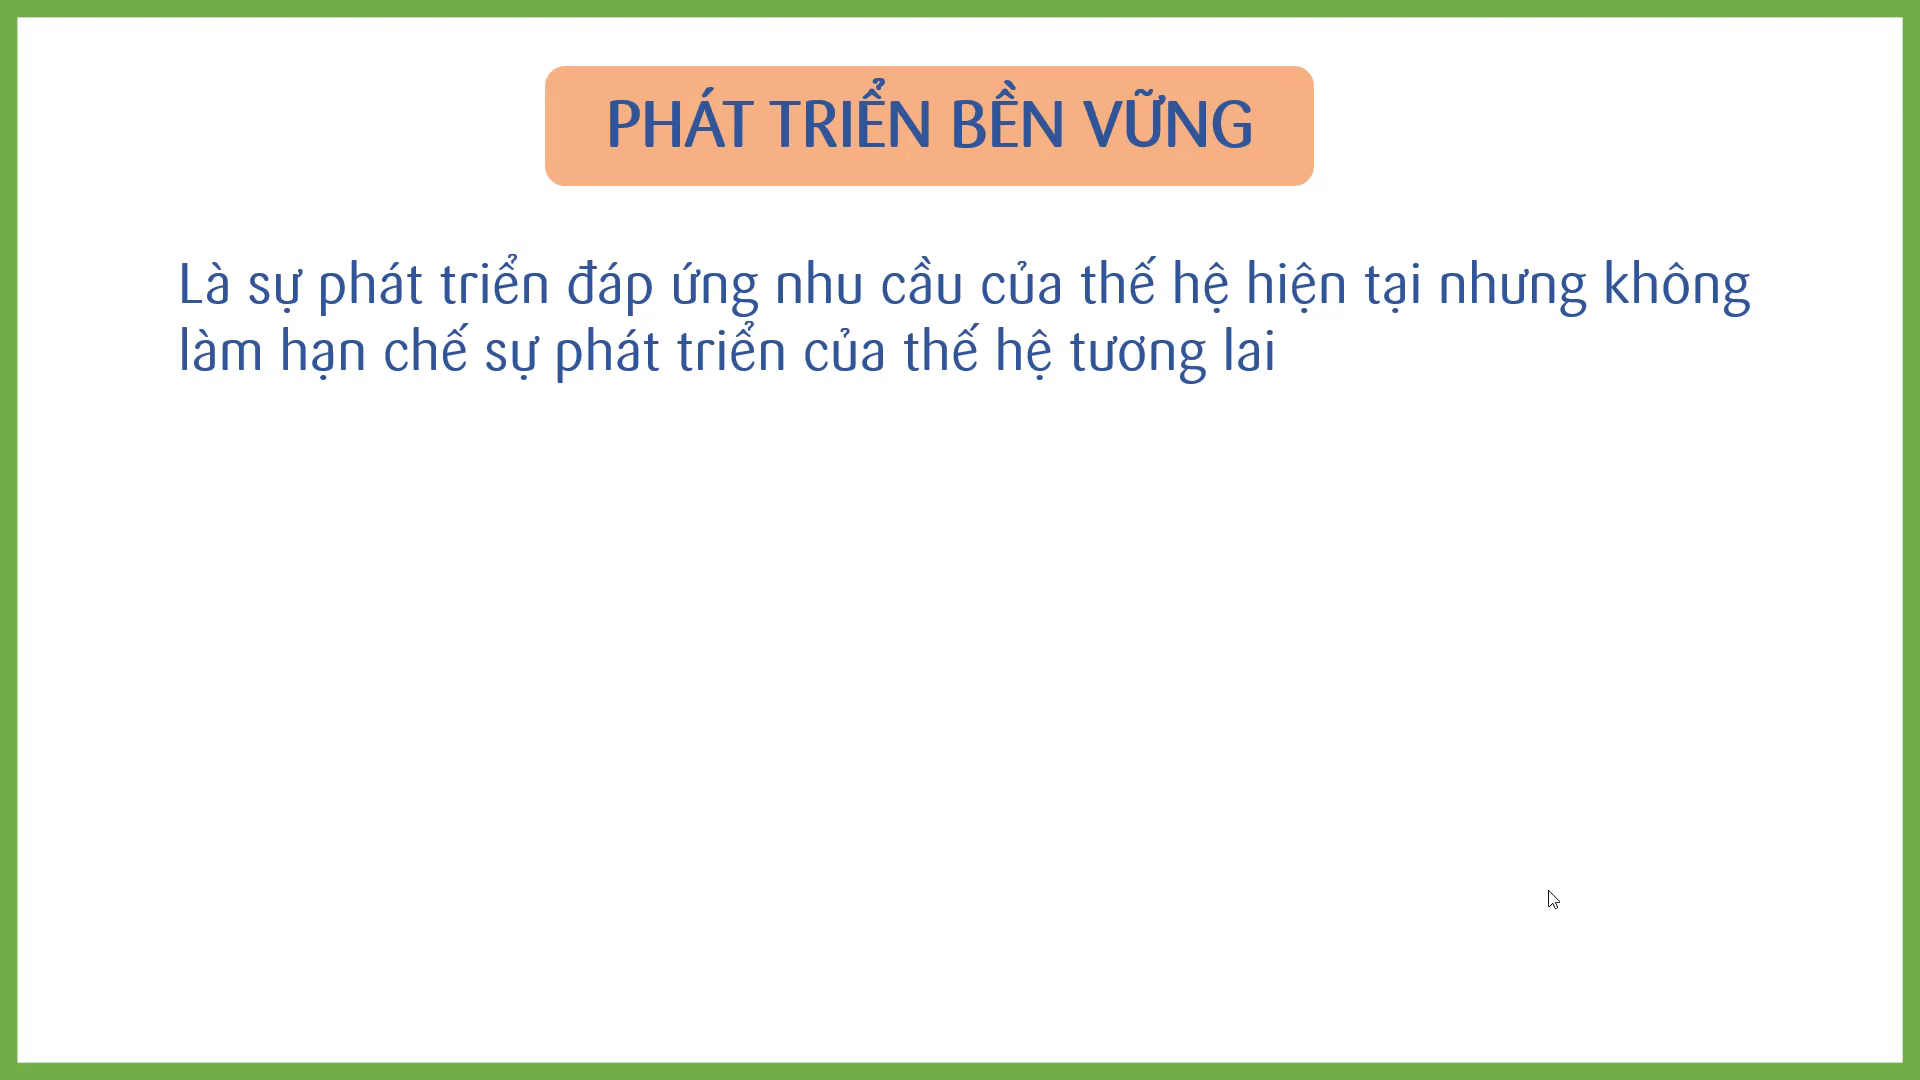 PHÁT TRIỂN BỀN VỮNG
Là sự phát triển đáp ứng nhu cầu của thế hệ hiện tại nhưng không
làm hạn chế sự phát triển của thế hệ tương lai